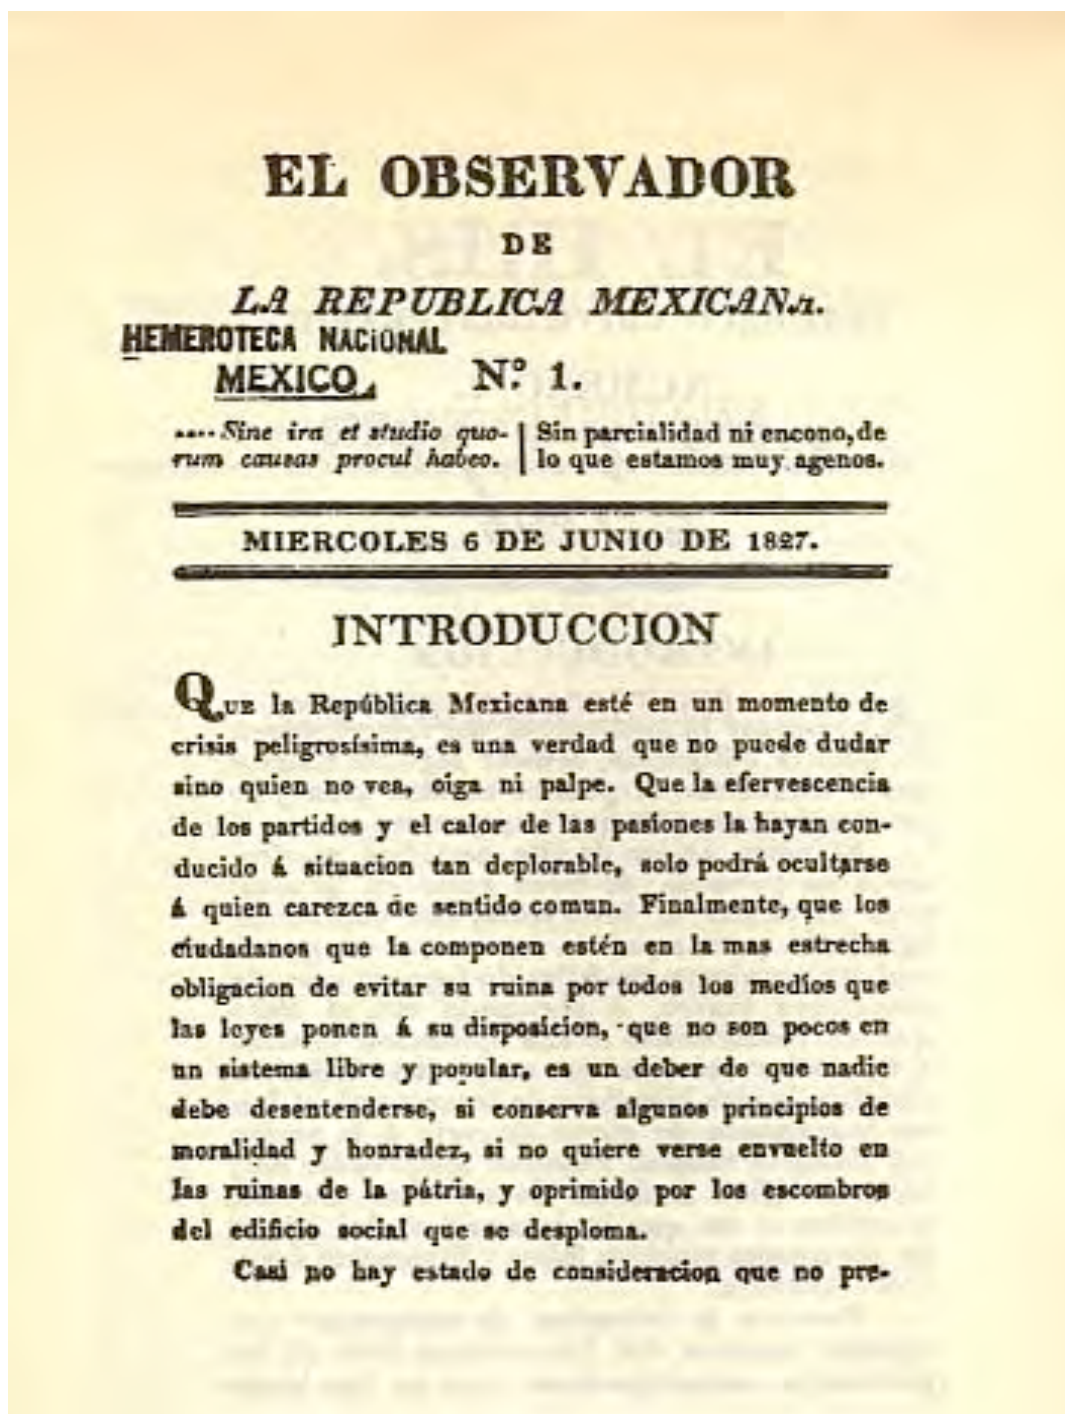 EL OBSERVADOR
DE
LA REPUBLICA MEXICANA.
HEMEROTECA NACIONAL
MEXICO
N.º 1.
....Sine ira et studio quo-
rum causas procul habeo.
Sin parcialidad ni encono, de
lo que estamos muy agenos.
MIERCOLES 6 DE JUNIO DE 1827.
INTRODUCCION
QUE la República Mexicana esté en un momento de
crisis peligrosísima, es una verdad que no puede dudar
sino quien no vea, oiga ni palpe. Que la efervescencia
de los partidos y el calor de las pasiones la hayan con-
ducido á situacion tan deplorable, solo podrá ocultarse
á quien carezca de sentido comun. Finalmente, que los
ciudadanos que la componen estén en la mas estrecha
obligacion de evitar su ruina por todos los medios que
las leyes ponen á su disposicion, que no son pocos en
un sistema libre y popular, es un deber de que nadie
debe desentenderse, si conserva algunos principios de
moralidad y honradez, si no quiere verse envuelto en
las ruinas de la pátria, y oprimido por los escombros
del edificio social que se desploma.
Casi no hay estado de consideracion que no pre-